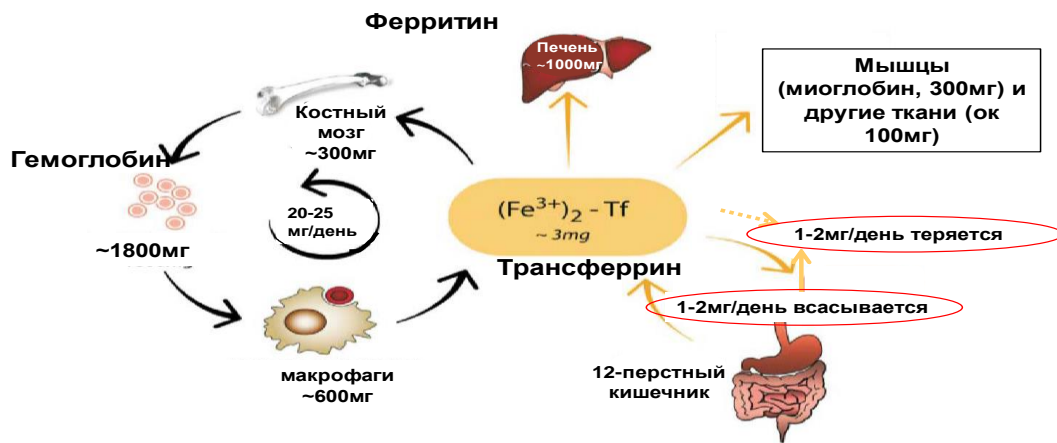 Ферритин
Печень
~ ~1000мг
Мышцы
(миоглобин, 300мг) и
другие ткани (ок
100мг)
Костный
мозг
~300мг
Гемоглобин
~1800мг
20-25
мг/день
(Fe³⁺)₂ - Tf
~ 3mg
Трансферрин
1-2мг/день теряется
1-2мг/день всасывается
12-перстный
кишечник
макрофаги
~600мг